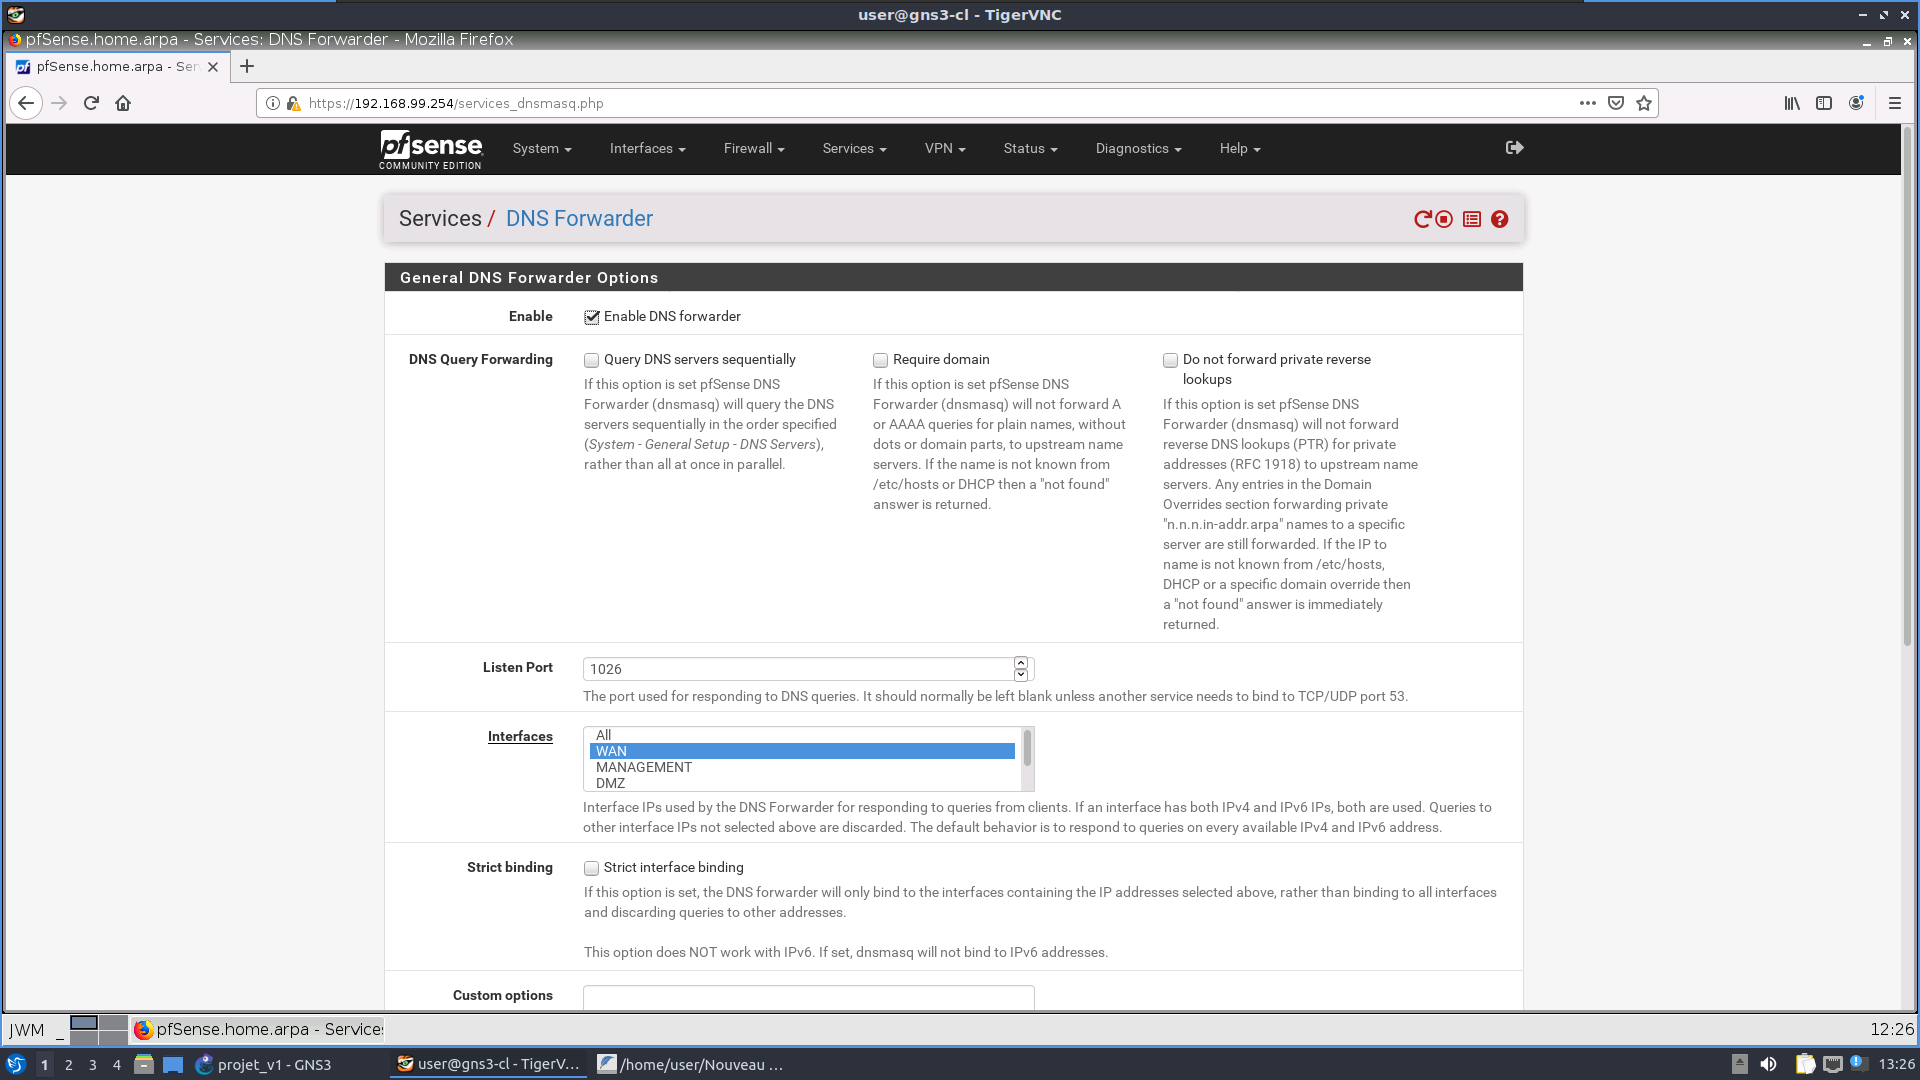 user@gns3-cl - TigerVNC
pfSense.home.arpa - Services: DNS Forwarder - Mozilla Firefox
pfSense.home.arpa - Ser
https://192.168.99.254/services_dnsmasq.php
pfsense
COMMUNITY EDITION
System
Interfaces
Firewall
Services
VPN
Status
Diagnostics
Help
Services / DNS Forwarder
General DNS Forwarder Options
Enable
Enable DNS forwarder
DNS Query Forwarding
Query DNS servers sequentially
If this option is set pfSense DNS
Forwarder (dnsmasq) will query the DNS
servers sequentially in the order specified
(System - General Setup - DNS Servers),
rather than all at once in parallel.
Require domain
If this option is set pfSense DNS
Forwarder (dnsmasq) will not forward A
or AAAA queries for plain names, without
dots or domain parts, to upstream name
servers. If the name is not known from
/etc/hosts or DHCP then a "not found"
answer is returned.
Do not forward private reverse
lookups
If this option is set pfSense DNS
Forwarder (dnsmasq) will not forward
reverse DNS lookups (PTR) for private
addresses (RFC 1918) to upstream name
servers. Any entries in the Domain
Overrides section forwarding private
"n.n.n.in-addr.arpa" names to a specific
server are still forwarded. If the IP to
name is not known from /etc/hosts,
DHCP or a specific domain override then
a "not found" answer is immediately
returned.
Listen Port
1026
The port used for responding to DNS queries. It should normally be left blank unless another service needs to bind to TCP/UDP port 53.
Interfaces
All
WAN
MANAGEMENT
DMZ
Interface IPs used by the DNS Forwarder for responding to queries from clients. If an interface has both IPv4 and IPv6 IPs, both are used. Queries to
other interface IPs not selected above are discarded. The default behavior is to respond to queries on every available IPv4 and IPv6 address.
Strict binding
Strict interface binding
If this option is set, the DNS forwarder will only bind to the interfaces containing the IP addresses selected above, rather than binding to all interfaces
and discarding queries to other addresses.
This option does NOT work with IPv6. If set, dnsmasq will not bind to IPv6 addresses.
Custom options
JWM
_
pfSense.home.arpa - Services
12:26
1
2
3
4
projet_v1 - GNS3
user@gns3-cl - TigerV...
/home/user/Nouveau ...
13:26